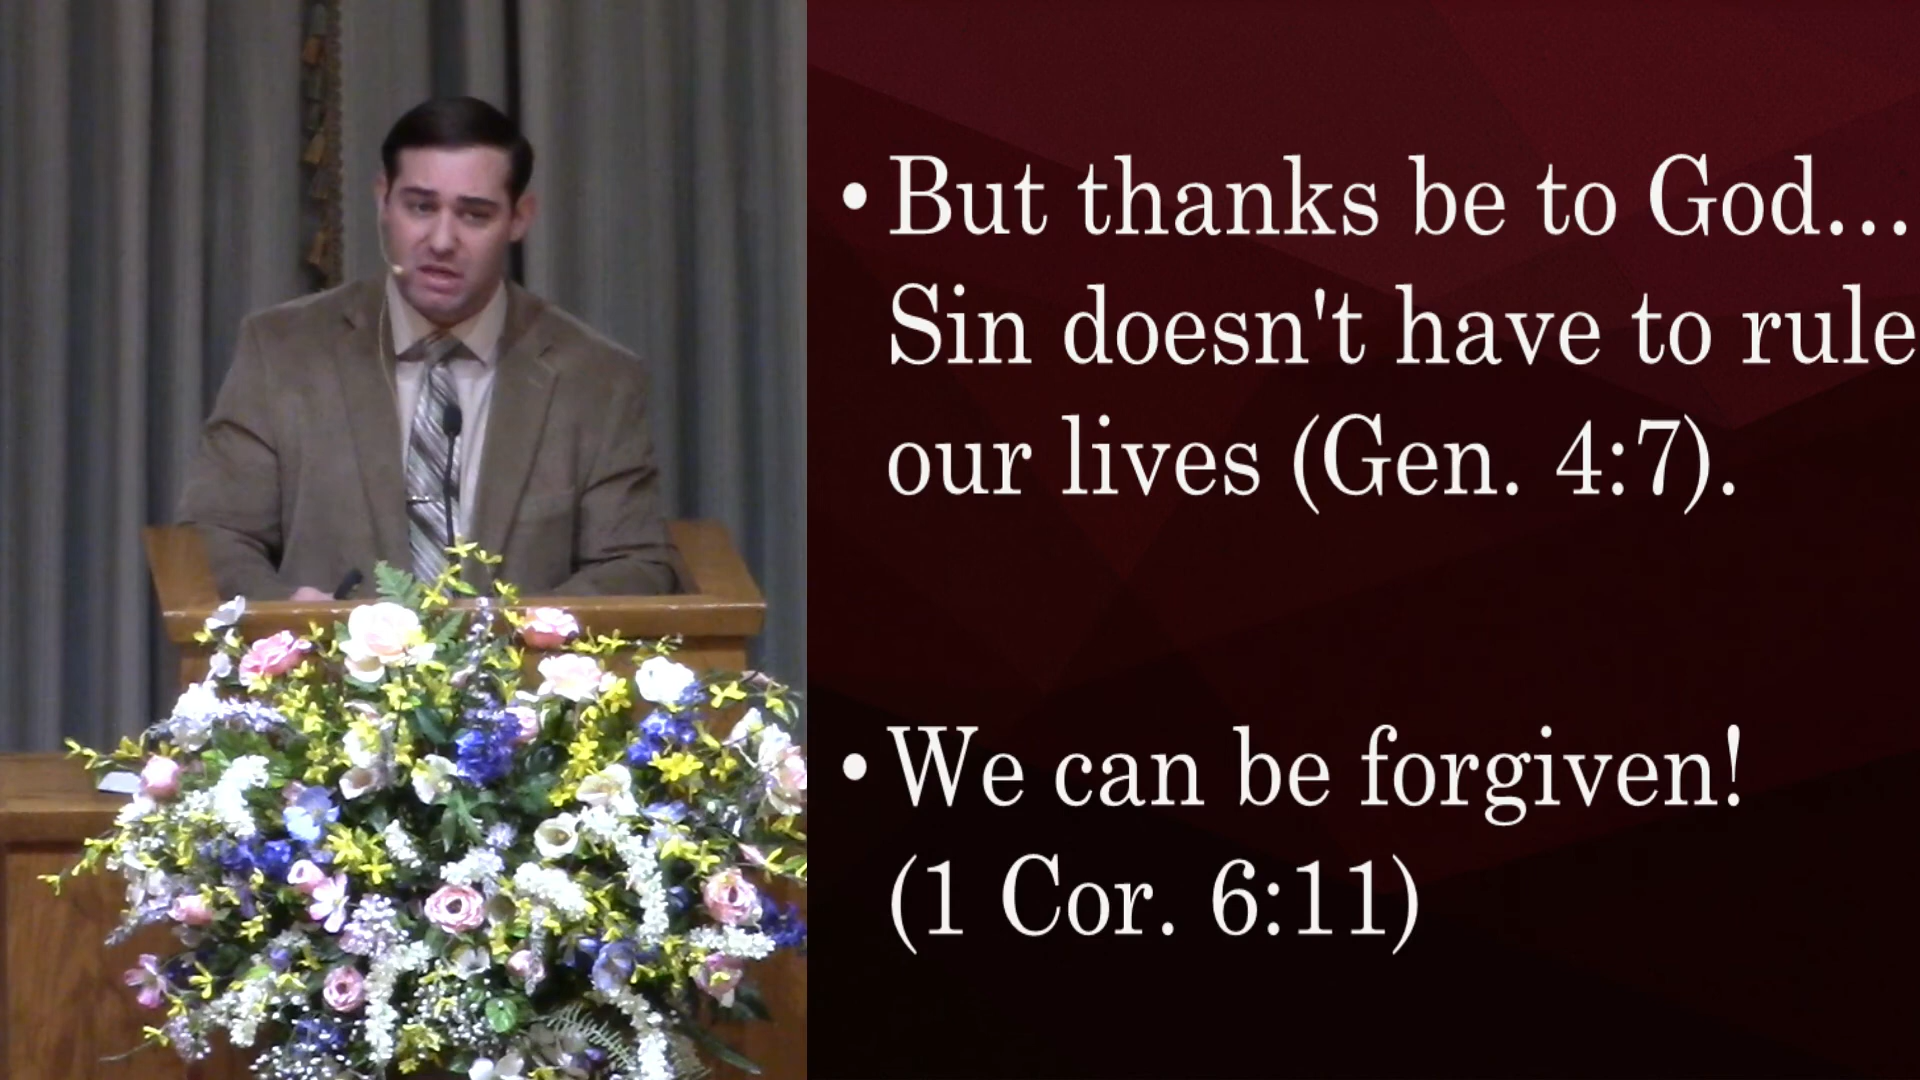 • But thanks be to God...
Sin doesn't have to rule
our lives (Gen. 4:7).
• We can be forgiven!
(1 Cor. 6:11)